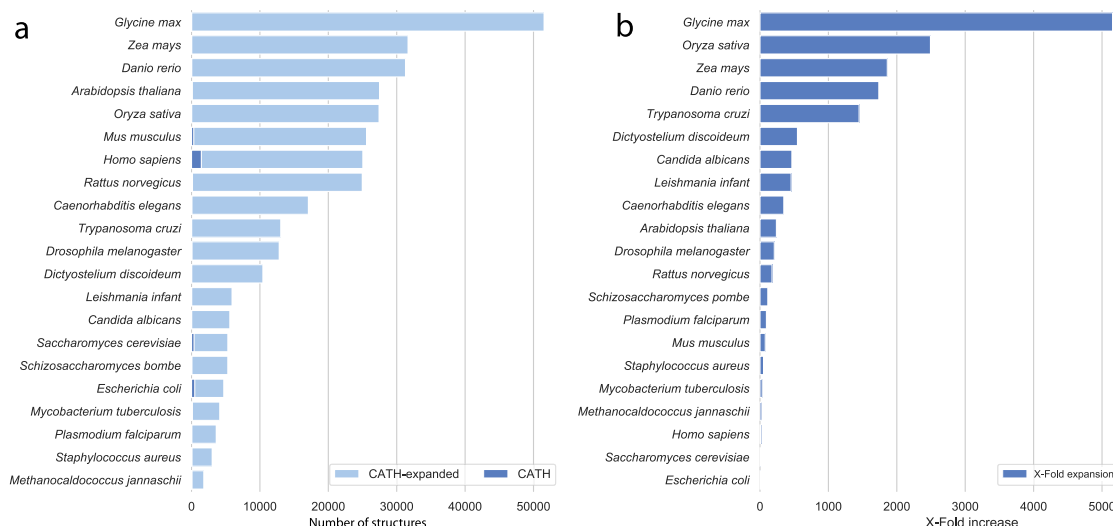 a
Glycine max
Zea mays
Danio rerio
Arabidopsis thaliana
Oryza sativa
Mus musculus
Homo sapiens
Rattus norvegicus
Caenorhabditis elegans
Trypanosoma cruzi
Drosophila melanogaster
Dictyostelium discoideum
Leishmania infant
Candida albicans
Saccharomyces cerevisiae
Schizosaccharomyces bombe
Escherichia coli
Mycobacterium tuberculosis
Plasmodium falciparum
Staphylococcus aureus
Methanocaldococcus jannaschii
CATH-expanded CATH
0 10000 20000 30000 40000 50000
Number of structures
b
Glycine max
Oryza sativa
Zea mays
Danio rerio
Trypanosoma cruzi
Dictyostelium discoideum
Candida albicans
Leishmania infant
Caenorhabditis elegans
Arabidopsis thaliana
Drosophila melanogaster
Rattus norvegicus
Schizosaccharomyces pombe
Plasmodium falciparum
Mus musculus
Staphylococcus aureus
Mycobacterium tuberculosis
Methanocaldococcus jannaschii
Homo sapiens
Saccharomyces cerevisiae
Escherichia coli
X-Fold expansion
0 1000 2000 3000 4000 5000
X-Fold increase